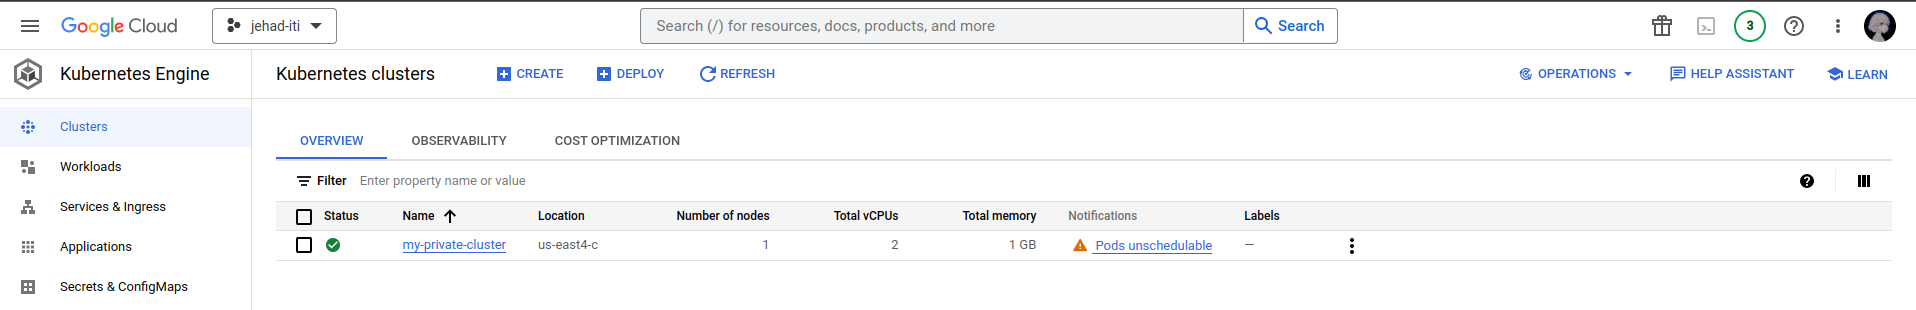 Google Cloud
jehad-iti
Search (/) for resources, docs, products, and more
Search
3
Kubernetes Engine
Kubernetes clusters
CREATE
DEPLOY
REFRESH
OPERATIONS
HELP ASSISTANT
LEARN
Clusters
Workloads
Services & Ingress
Applications
Secrets & ConfigMaps
OVERVIEW
OBSERVABILITY
COST OPTIMIZATION
Filter Enter property name or value
Status Name Location Number of nodes Total vCPUs Total memory Notifications Labels
my-private-cluster us-east4-c 1 2 1 GB Pods unschedulable —